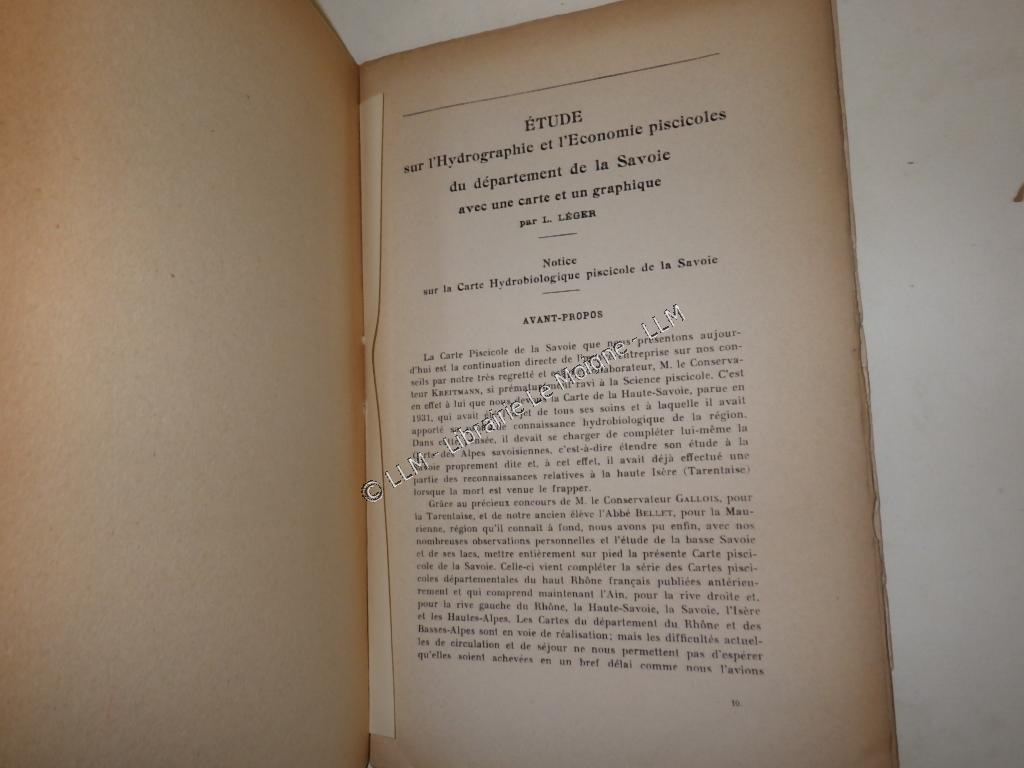 ÉTUDE
sur l'Hydrographie et l'Economie piscicoles
du département de la Savoie
avec une carte et un graphique
par L. LÉGER
Notice
sur la Carte Hydrobiologique piscicole de la Savoie
AVANT-PROPOS
La Carte Piscicole de la Savoie que nous présentons aujour-
d'hui est la continuation directe de entreprise sur nos con-
seils par notre très regretté et collaborateur, M. le Conserva-
teur KREITMANN, si prématurément ravi à la Science piscicole. C'est
en effet à lui que nous devons la Carte de la Haute-Savoie, parue en
1931, qui avait été l'objet de tous ses soins et à laquelle il avait
apporté sa connaissance hydrobiologique de la région.
Dans cette pensée, il devait se charger de compléter lui-même la
Carte des Alpes savoisiennes, c'est-à-dire étendre son étude à la
Savoie proprement dite et, à cet effet, il avait déjà effectué une
partie des reconnaissances relatives à la haute Isère (Tarentaise)
lorsque la mort est venue le frapper.
Grâce au précieux concours de M. le Conservateur GALLOIS, pour
la Tarentaise, et de notre ancien élève l'Abbé BELLET, pour la Mau-
rienne, région qu'il connaît à fond, nous avons pu enfin, avec nos
nombreuses observations personnelles et l'étude de la basse Savoie
et de ses lacs, mettre entièrement sur pied la présente Carte pisci-
cole de la Savoie. Celle-ci vient compléter la série des Cartes pisci-
coles départementales du haut Rhône français publiées antérieu-
rement et qui comprend maintenant l'Ain, pour la rive droite et,
pour la rive gauche du Rhône, la Haute-Savoie, la Savoie, l'Isère
et les Hautes-Alpes. Les Cartes du département du Rhône et des
Basses-Alpes sont en voie de réalisation; mais les difficultés actuel-
les de circulation et de séjour ne nous permettent pas d'espérer
qu'elles soient achevées en un bref délai comme nous l'avions
10.
© LLM - Librairie Le Moyne - LLM